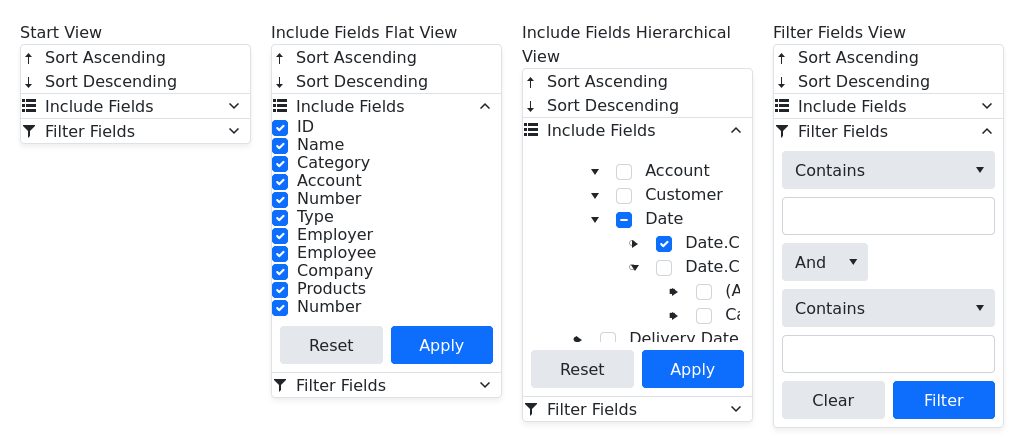 Start View
Sort Ascending
Sort Descending
Include Fields
Filter Fields
Include Fields Flat View
Sort Ascending
Sort Descending
Include Fields
ID
Name
Category
Account
Number
Type
Employer
Employee
Company
Products
Number
Reset
Apply
Filter Fields
Include Fields Hierarchical
View
Sort Ascending
Sort Descending
Include Fields
Account
Customer
Date
Date.C
Date.C
(A
Ca
Delivery Date
Reset
Apply
Filter Fields
Filter Fields View
Sort Ascending
Sort Descending
Include Fields
Filter Fields
Contains
And
Contains
Clear
Filter